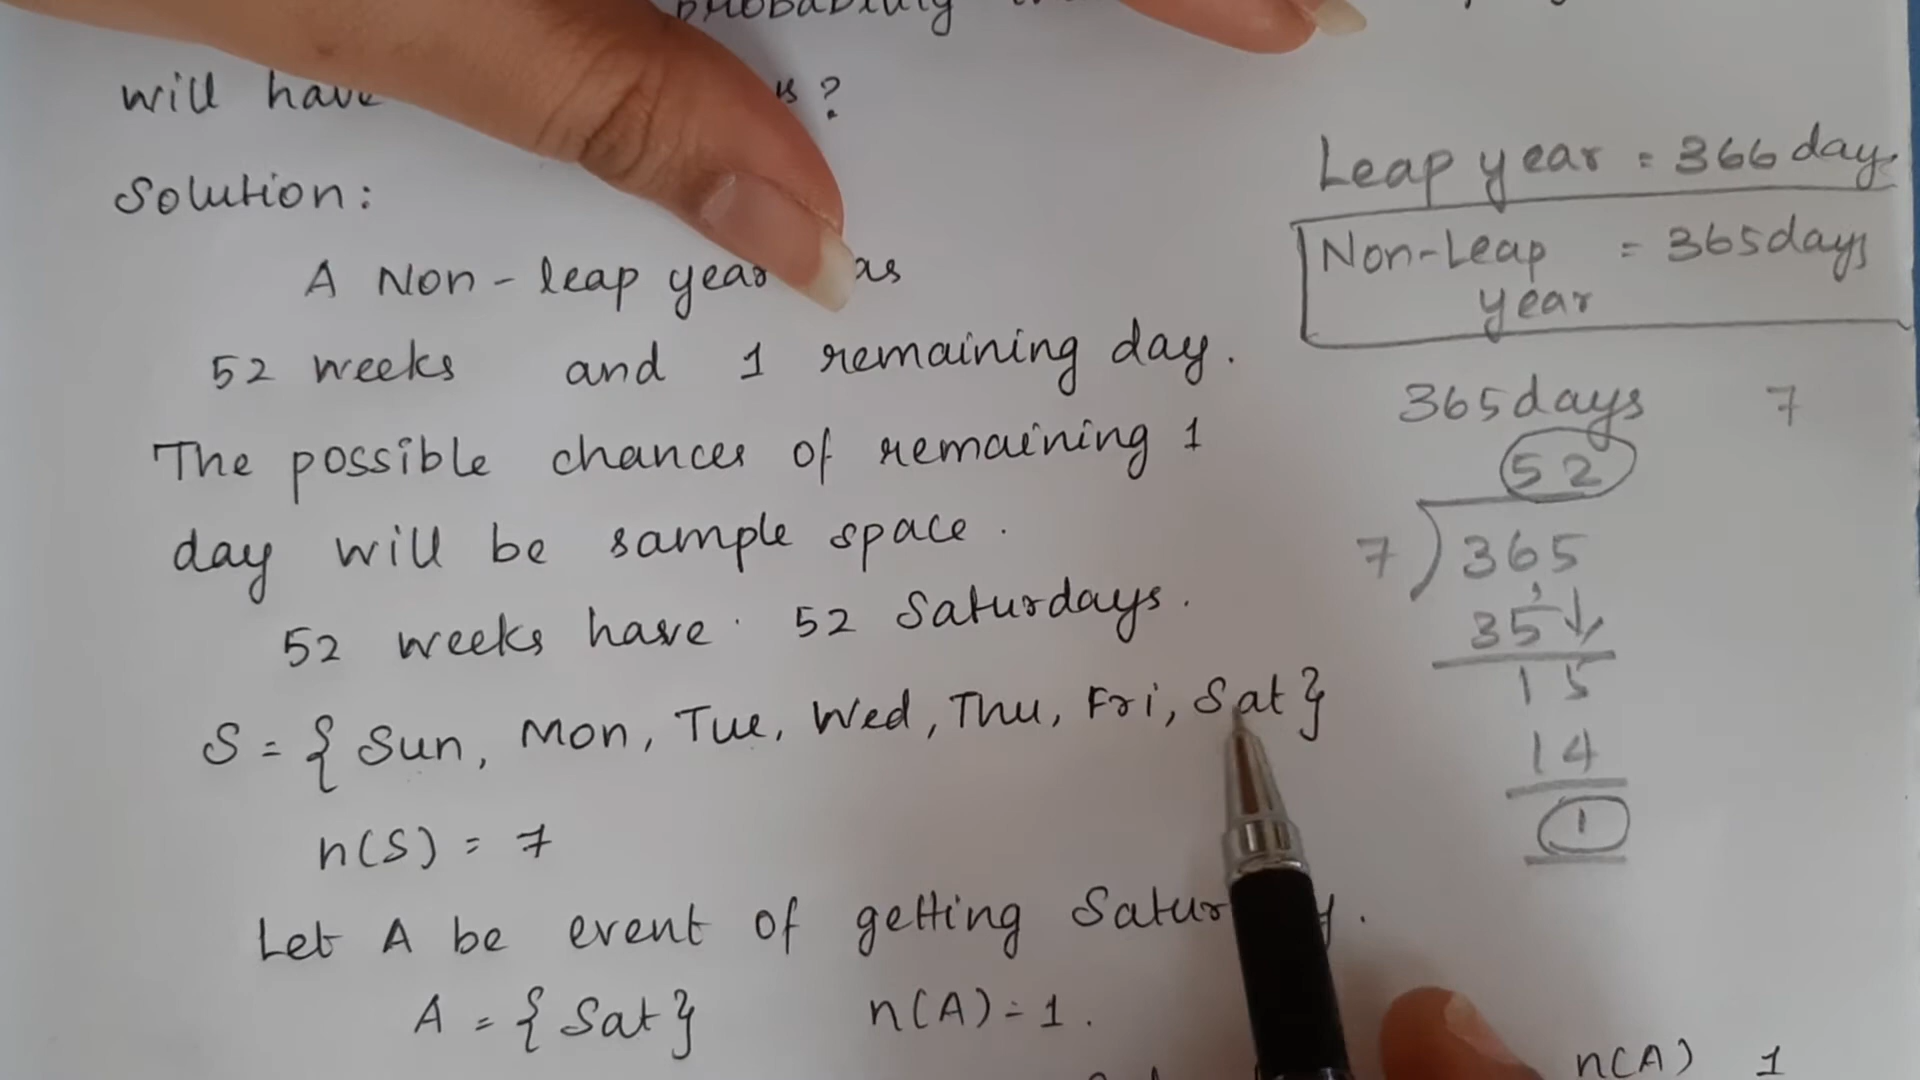 probability
will have ?
Solution:
A Non-leap year
52 weeks and 1 remaining day.
The possible chances of remaining 1
day will be sample space.
52 weeks have 52 Saturdays.
S = { Sun, Mon, Tue, Wed, Thu, Fri, Sat }
n(S) = 7
Let A be event of getting
A = { Sat } n(A) = 1.
Leap year = 366 days
Non-Leap = 365 days
year
365 days 7
52
7 ) 365
35
15
14
1
n(A) 1